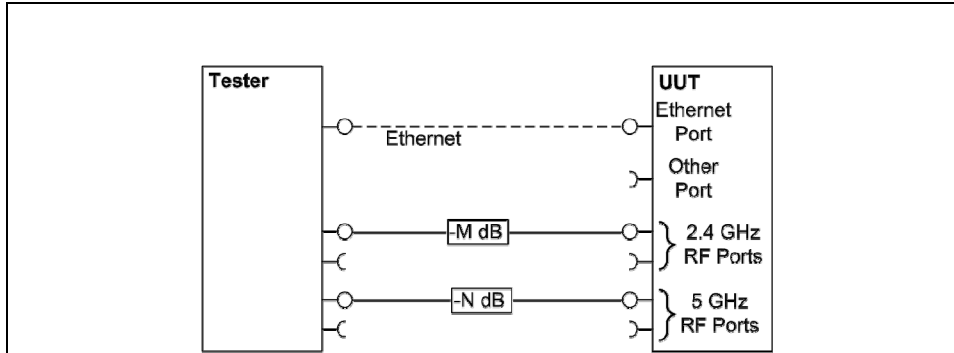 Tester
UUT
Ethernet
Port
Ethernet
Other
Port
-M dB
2.4 GHz
RF Ports
-N dB
5 GHz
RF Ports